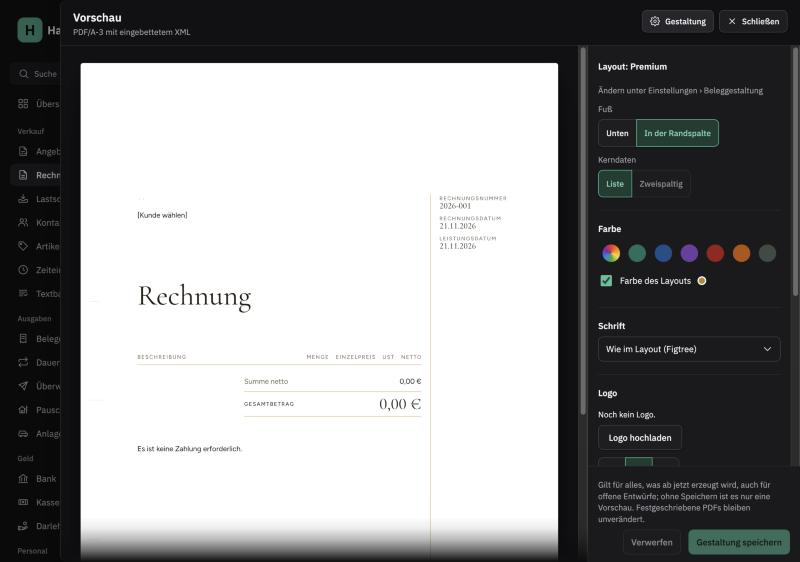 Vorschau
PDF/A-3 mit eingebettetem XML
Gestaltung
Schließen
H
Ha
Suche
Übers
Verkauf
Angeb
Rechn
Lastsc
Konta
Artike
Zeitei
Textba
Ausgaben
Beleg
Dauer
Überw
Pausc
Anlag
Geld
Bank
Kasse
Darleh
Personal
[Kunde wählen]
RECHNUNGSNUMMER
2026-001
RECHNUNGSDATUM
21.11.2026
LEISTUNGSDATUM
21.11.2026
Rechnung
BESCHREIBUNG MENGE EINZELPREIS UST NETTO
Summe netto 0,00 €
GESAMTBETRAG 0,00 €
Es ist keine Zahlung erforderlich.
Layout: Premium
Ändern unter Einstellungen › Beleggestaltung
Fuß
Unten In der Randspalte
Kerndaten
Liste Zweispaltig
Farbe
Farbe des Layouts
Schrift
Wie im Layout (Figtree)
Logo
Noch kein Logo.
Logo hochladen
Gilt für alles, was ab jetzt erzeugt wird, auch für
offene Entwürfe; ohne Speichern ist es nur eine
Vorschau. Festgeschriebene PDFs bleiben
unverändert.
Verwerfen Gestaltung speichern